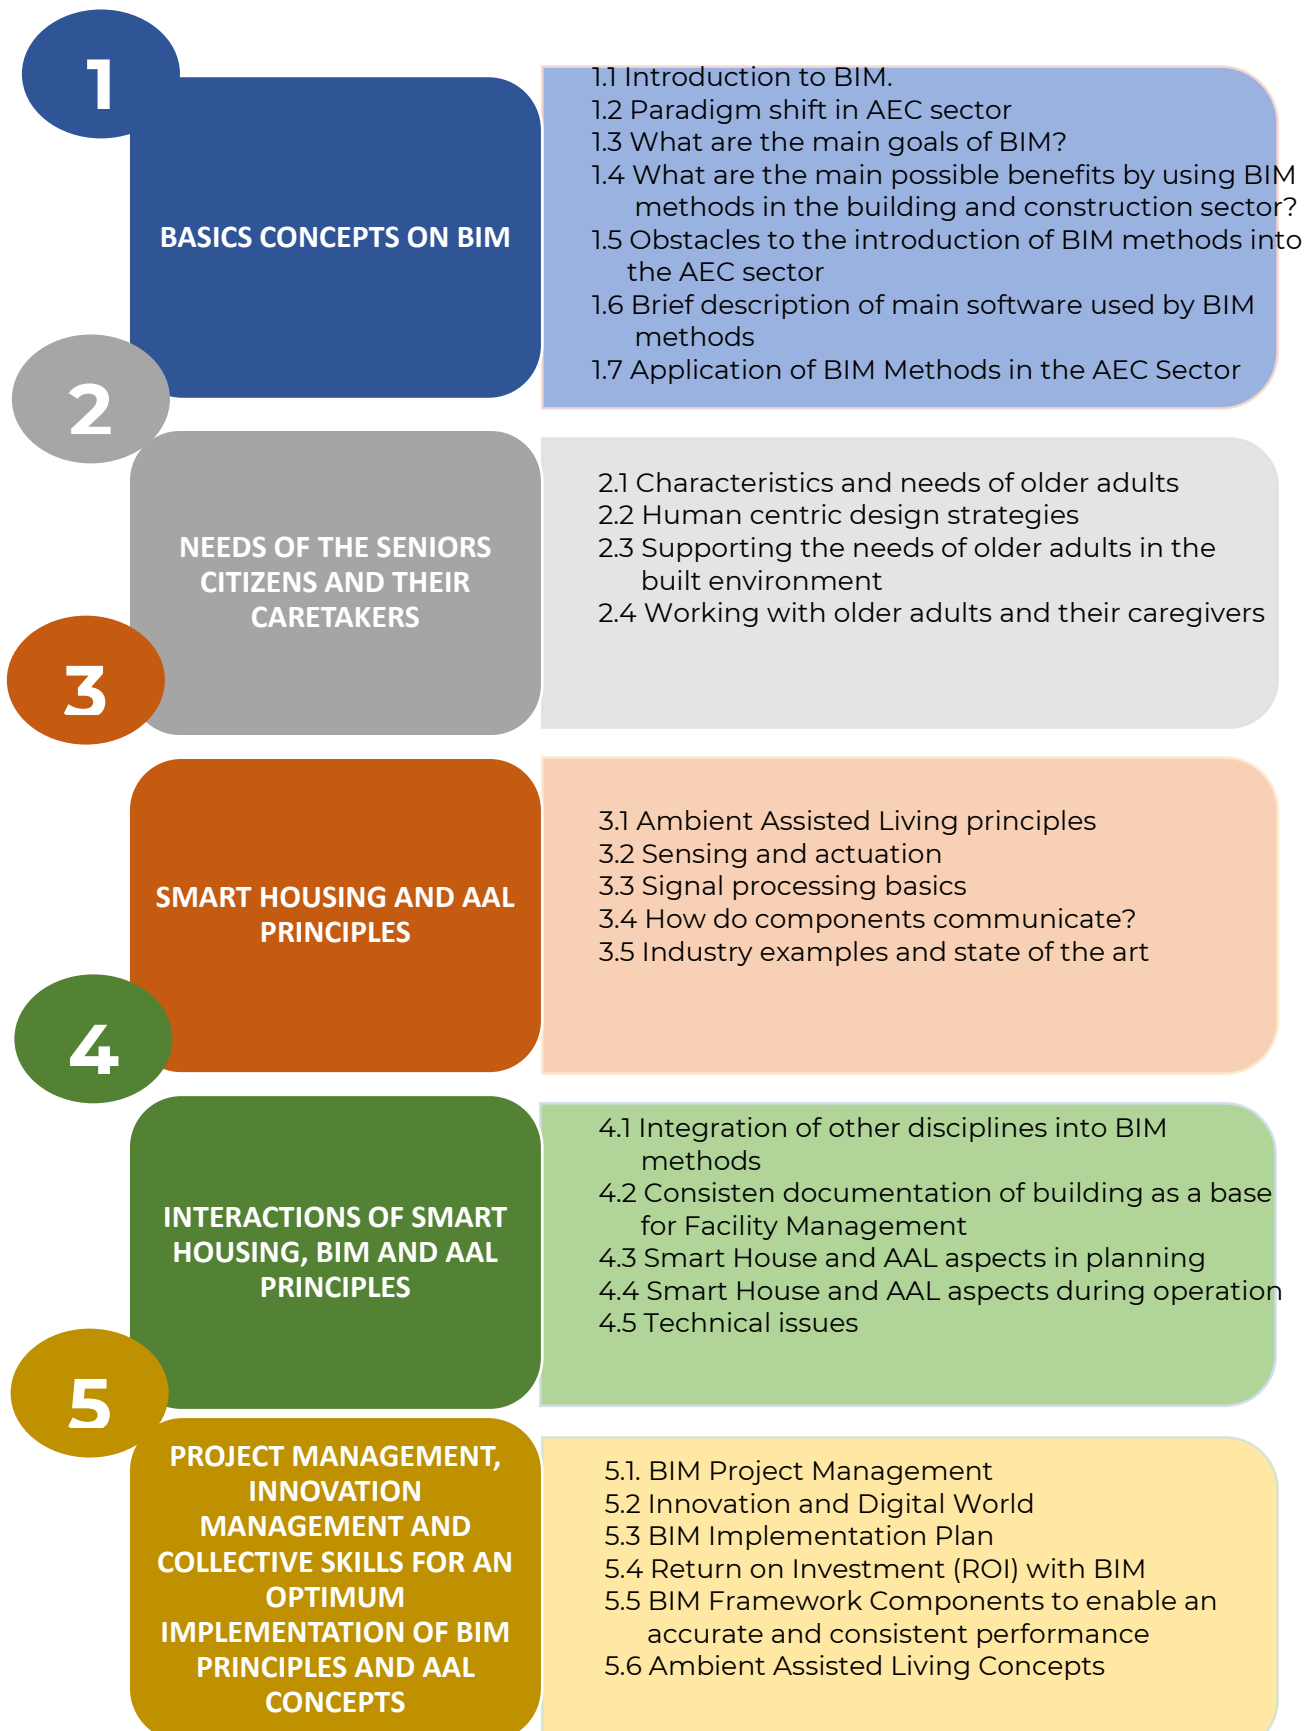 1
BASICS CONCEPTS ON BIM
1.1 Introduction to BIM.
1.2 Paradigm shift in AEC sector
1.3 What are the main goals of BIM?
1.4 What are the main possible benefits by using BIM
methods in the building and construction sector?
1.5 Obstacles to the introduction of BIM methods into
the AEC sector
1.6 Brief description of main software used by BIM
methods
1.7 Application of BIM Methods in the AEC Sector
2
NEEDS OF THE SENIORS
CITIZENS AND THEIR
CARETAKERS
2.1 Characteristics and needs of older adults
2.2 Human centric design strategies
2.3 Supporting the needs of older adults in the
built environment
2.4 Working with older adults and their caregivers
3
SMART HOUSING AND AAL
PRINCIPLES
3.1 Ambient Assisted Living principles
3.2 Sensing and actuation
3.3 Signal processing basics
3.4 How do components communicate?
3.5 Industry examples and state of the art
4
INTERACTIONS OF SMART
HOUSING, BIM AND AAL
PRINCIPLES
4.1 Integration of other disciplines into BIM
methods
4.2 Consisten documentation of building as a base
for Facility Management
4.3 Smart House and AAL aspects in planning
4.4 Smart House and AAL aspects during operation
4.5 Technical issues
5
PROJECT MANAGEMENT,
INNOVATION
MANAGEMENT AND
COLLECTIVE SKILLS FOR AN
OPTIMUM
IMPLEMENTATION OF BIM
PRINCIPLES AND AAL
CONCEPTS
5.1. BIM Project Management
5.2 Innovation and Digital World
5.3 BIM Implementation Plan
5.4 Return on Investment (ROI) with BIM
5.5 BIM Framework Components to enable an
accurate and consistent performance
5.6 Ambient Assisted Living Concepts